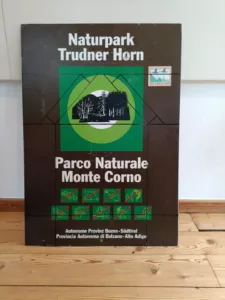 Naturpark
Trudner Horn
Parco Naturale
Monte Corno
Autonome Provinz Bozen-Südtirol
Provincia Autonoma di Bolzano-Alto Adige